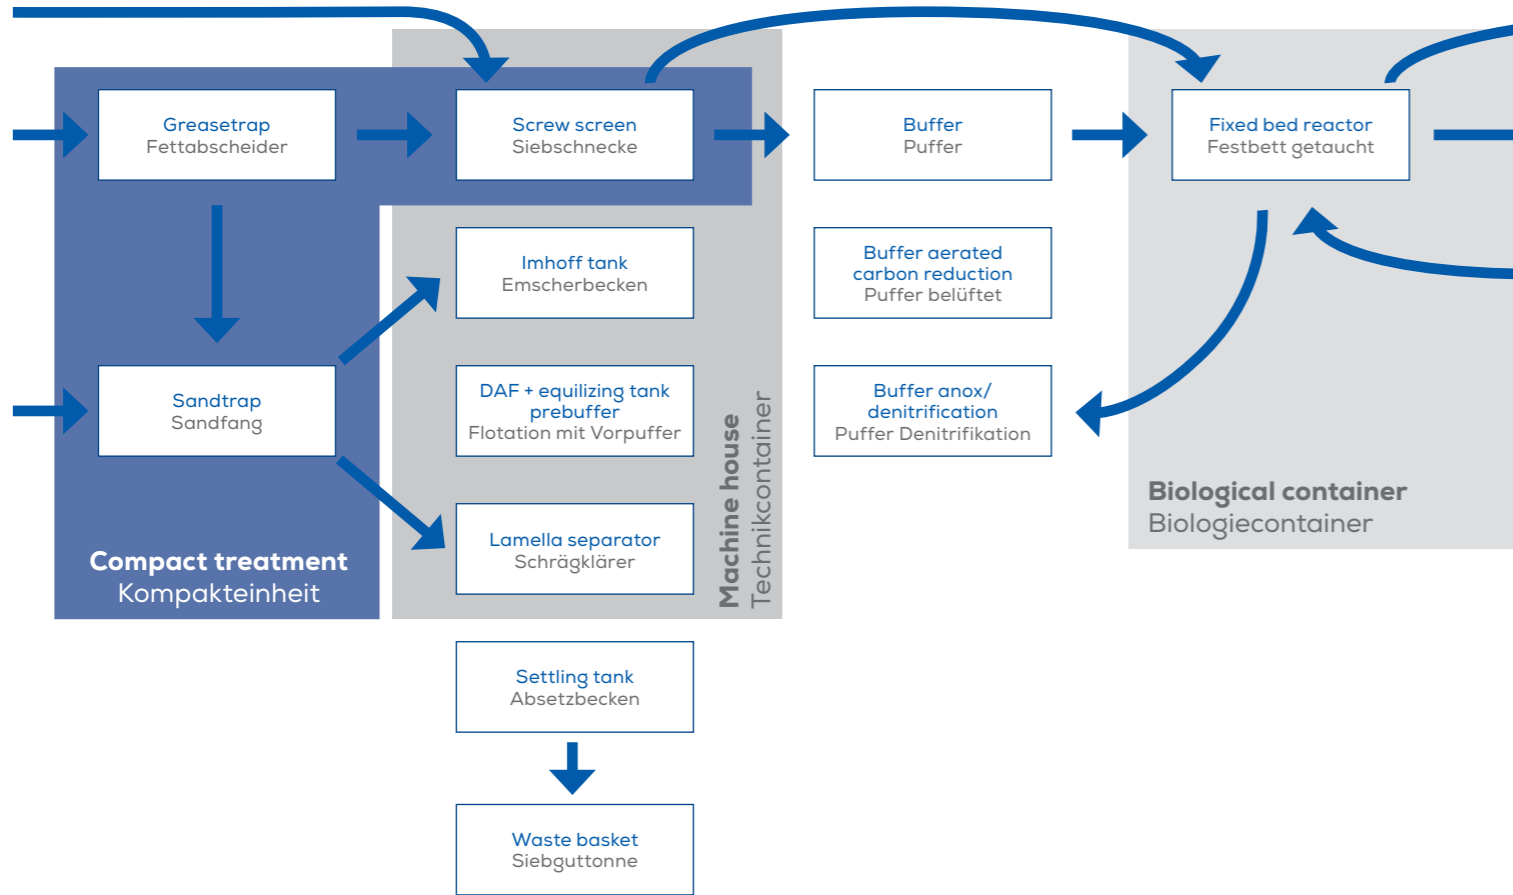 Greasetrap
Fettabscheider
Screw screen
Siebschnecke
Buffer
Puffer
Fixed bed reactor
Festbett getaucht
Imhoff tank
Emscherbecken
Buffer aerated
carbon reduction
Puffer belüftet
Sandtrap
Sandfang
DAF + equilizing tank
prebuffer
Flotation mit Vorpuffer
Buffer anox/
denitrification
Puffer Denitrifikation
Lamella separator
Schrägklärer
Compact treatment
Kompakteinheit
Machine house
Technikcontainer
Biological container
Biologiecontainer
Settling tank
Absetzbecken
Waste basket
Siebguttonne